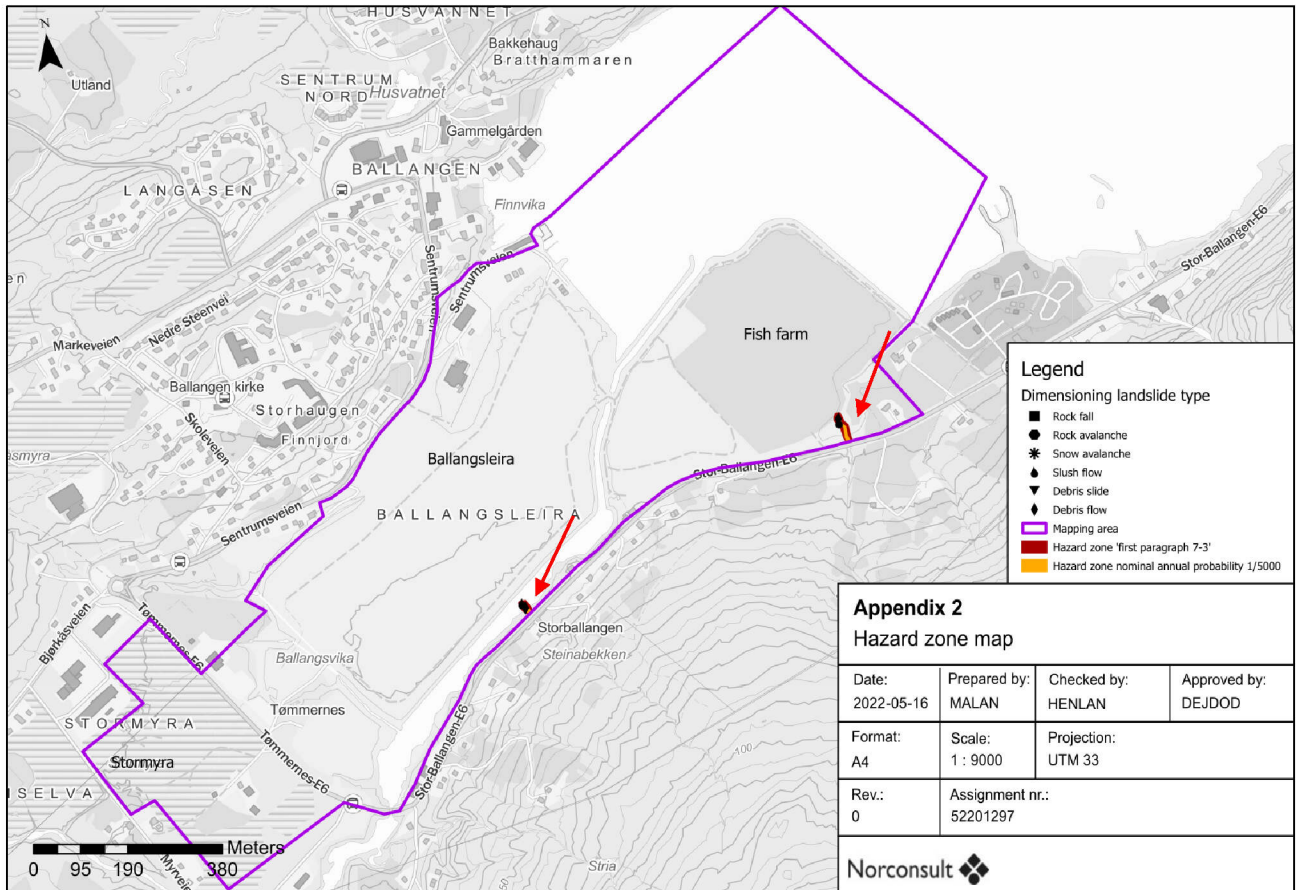 N
HUSVANNET
Bakkehaug
Bratthammaren
Utland
SENTRUM
NORD
Husvatnet
Gammelgården
BALLANGEN
LANGÅSEN
Finnvika
Stor-Ballangen-E6
Sentrumsveien
Sentrumsveien
en
Nedre Steenvei
Markeveien
Fish farm
Ballangen kirke
Storhaugen
Finnjord
Skoleveien
asmyra
Ballangsleira
Stor-Ballangen-E6
BALLANGSLEIRA
Sentrumsveien
Tømmernes-E6
Bjørkåsveien
Storballangen
Steinabekken
Ballangsvika
Tømmernes
STORMYRA
Stormyra
Tømmernes-E6
Stor-Ballangen-E6
100
ISELVA
Myrveien
Stria
Meters
0 95 190 380
Legend
Dimensioning landslide type
Rock fall
Rock avalanche
Snow avalanche
Slush flow
Debris slide
Debris flow
Mapping area
Hazard zone 'first paragraph 7-3'
Hazard zone nominal annual probability 1/5000
Appendix 2
Hazard zone map
Date: Prepared by: Checked by: Approved by:
2022-05-16 MALAN HENLAN DEJDOD
Format: Scale: Projection:
A4 1 : 9000 UTM 33
Rev.: Assignment nr.:
0 52201297
Norconsult